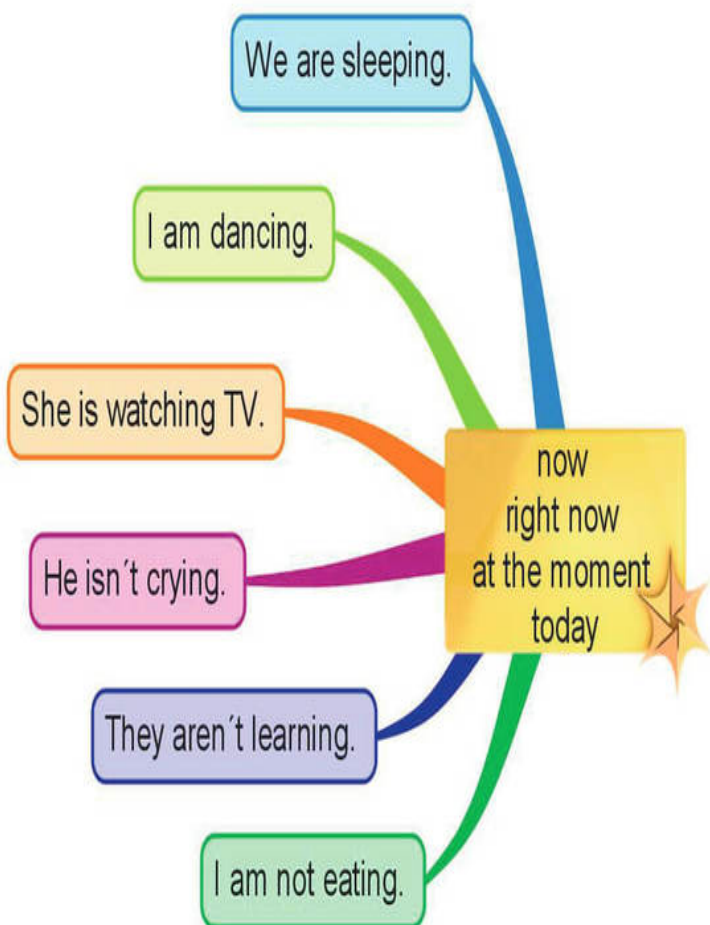 We are sleeping.
I am dancing.
She is watching TV.
He isn´t crying.
They aren´t learning.
I am not eating.
now
right now
at the moment
today